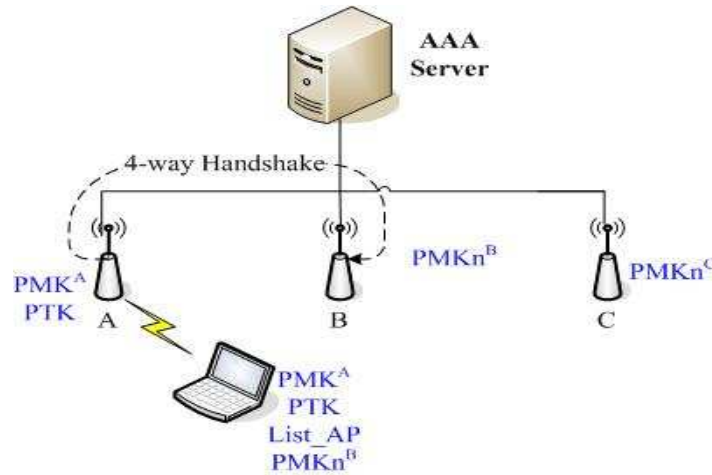 AAA
Server
4-way Handshake
PMKn^B
PMKn^C
PMK^A
PTK
A
B
C
PMK^A
PTK
List_AP
PMKn^B